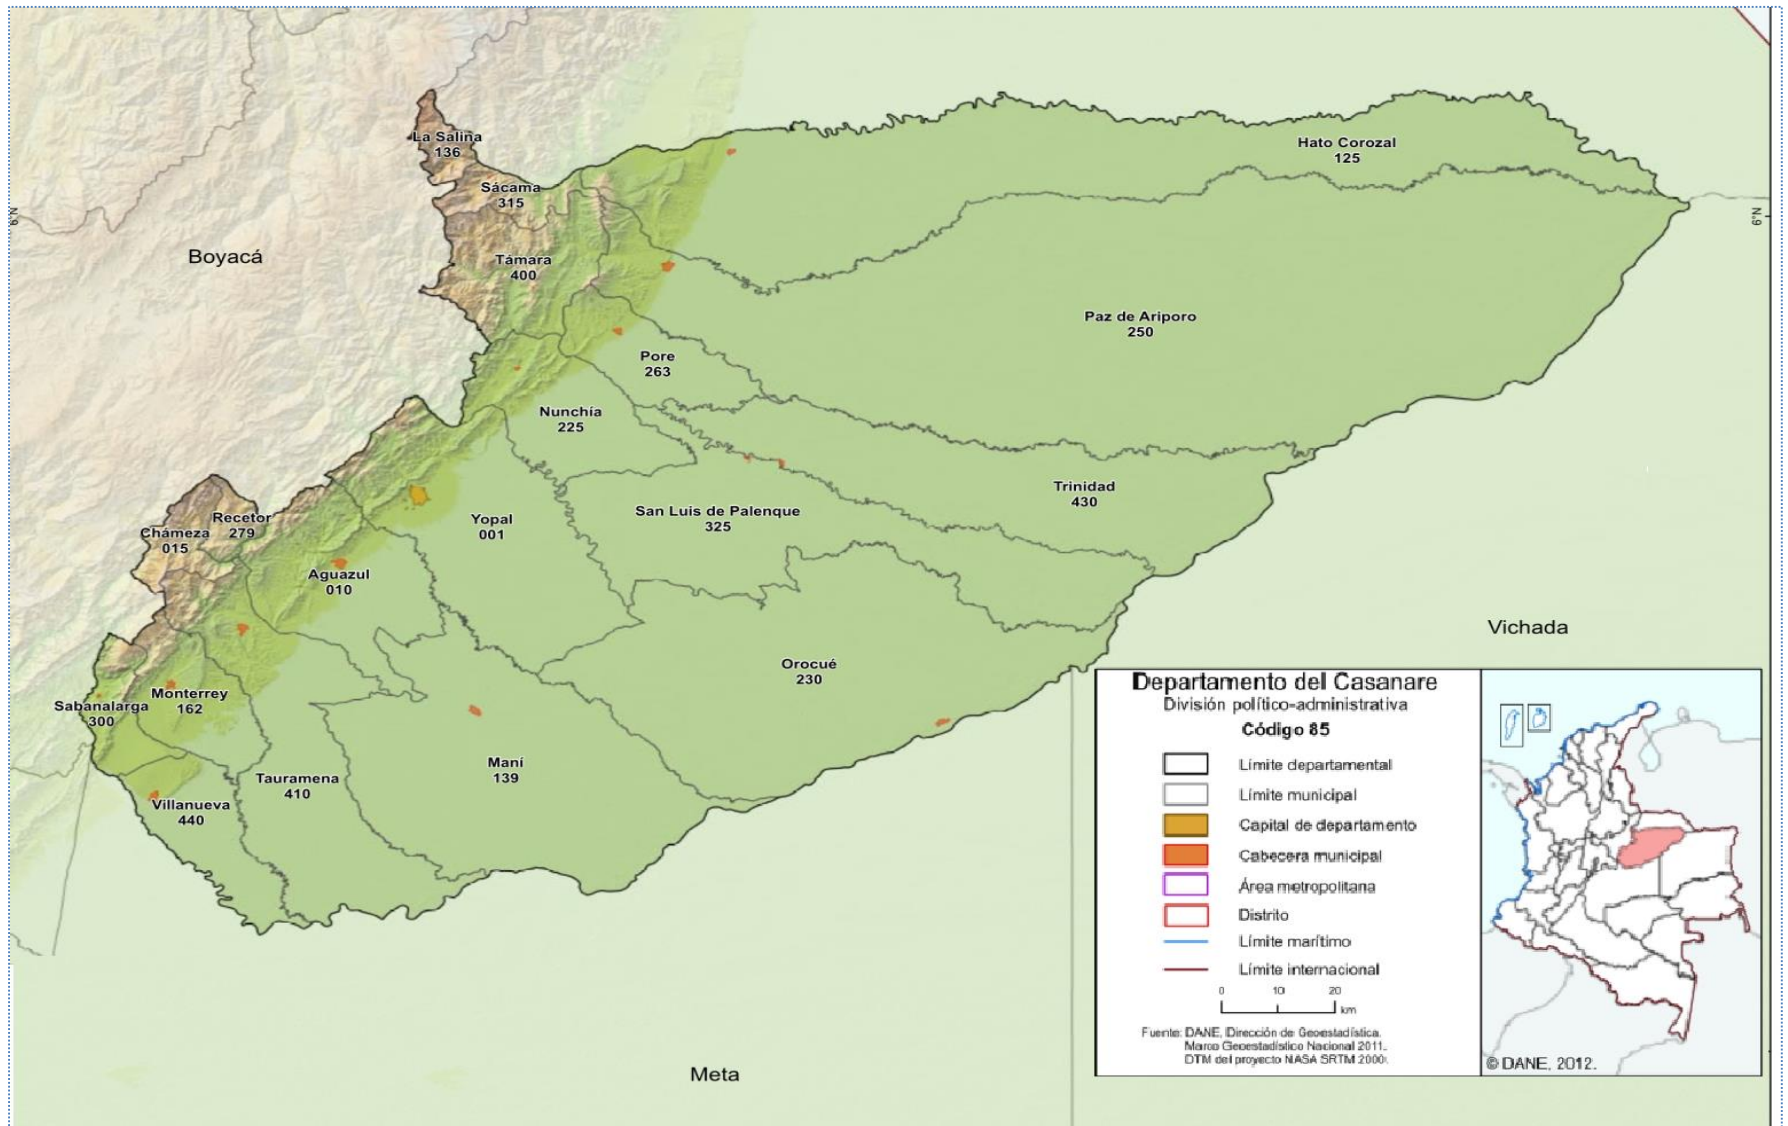 La Salina
136
Hato Corozal
125
Sácama
315
6°N
6°N
Boyacá
Támara
400
Paz de Ariporo
250
Pore
263
Nunchía
225
Trinidad
430
San Luis de Palenque
325
Yopal
001
Recetor
279
Chámeza
015
Aguazul
010
Vichada
Orocué
230
Monterrey
162
Sabanalarga
300
Maní
139
Tauramena
410
Villanueva
440
Meta
Departamento del Casanare
División político-administrativa
Código 85
Límite departamental
Límite municipal
Capital de departamento
Cabecera municipal
Área metropolitana
Distrito
Límite marítimo
Límite internacional
0 10 20
km
Fuente: DANE, Dirección de Geoestadística.
Marco Geoestadístico Nacional 2011.
DTM del proyecto NASA SRTM 2000.
© DANE, 2012.